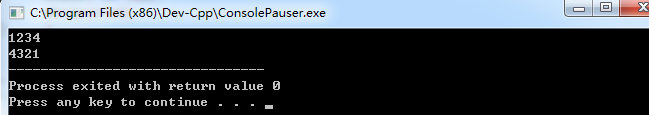 C:\Program Files (x86)\Dev-Cpp\ConsolePauser.exe
1234
4321
--------------------------------
Process exited with return value 0
Press any key to continue . . .